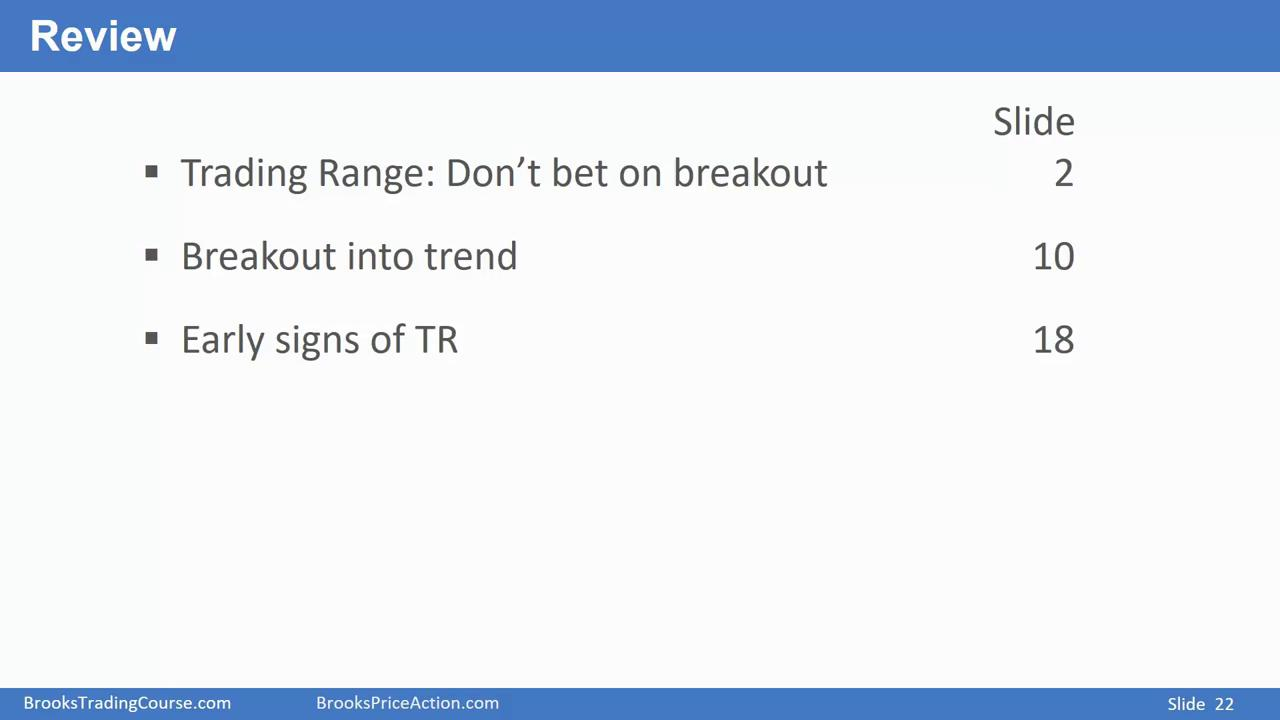 Review
Slide
▪ Trading Range: Don’t bet on breakout 2
▪ Breakout into trend 10
▪ Early signs of TR 18
BrooksTradingCourse.com BrooksPriceAction.com Slide 22